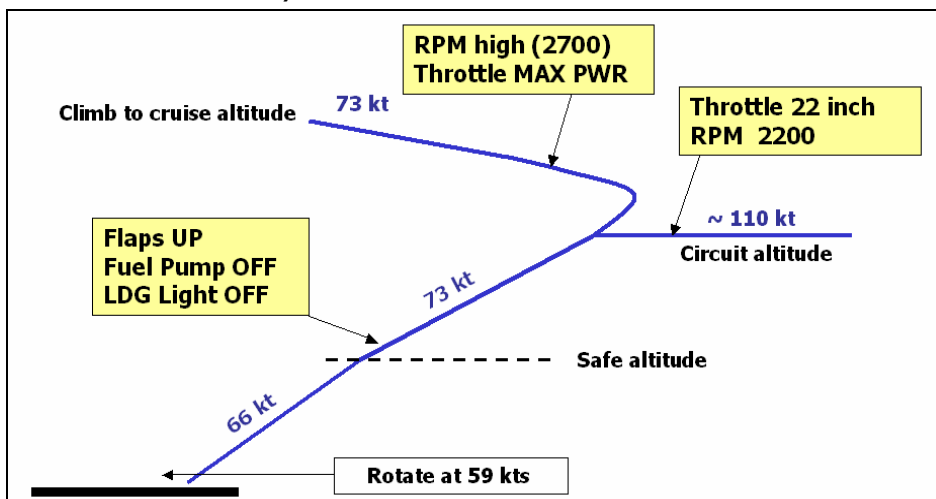 RPM high (2700)
Throttle MAX PWR
73 kt
Climb to cruise altitude
Throttle 22 inch
RPM 2200
~ 110 kt
Circuit altitude
Flaps UP
Fuel Pump OFF
LDG Light OFF
73 kt
Safe altitude
66 kt
Rotate at 59 kts